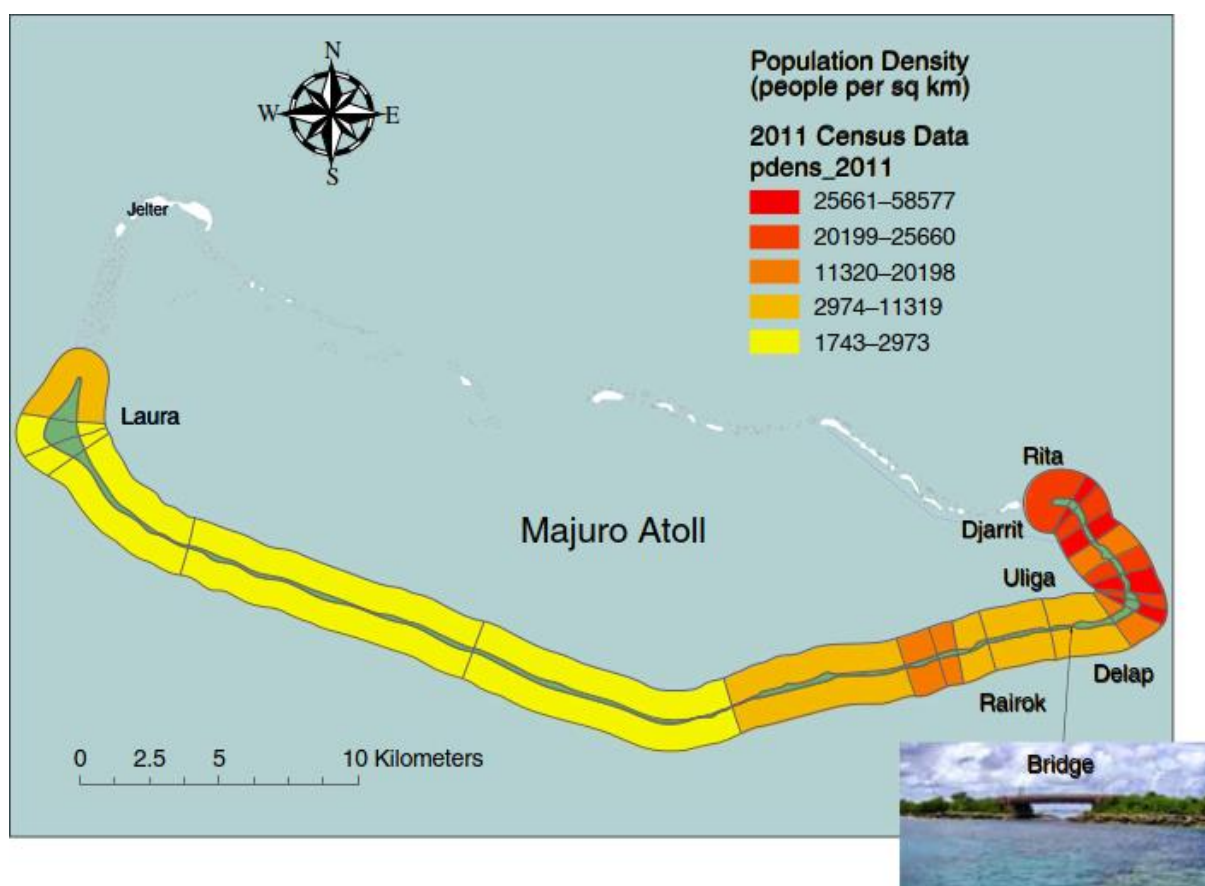 N
W
E
S
Population Density
(people per sq km)
2011 Census Data
pdens_2011
25661–58577
20199–25660
11320–20198
2974–11319
1743–2973
Jelter
Laura
Rita
Majuro Atoll
Djarrit
Uliga
Delap
Rairok
0 2.5 5 10 Kilometers
Bridge